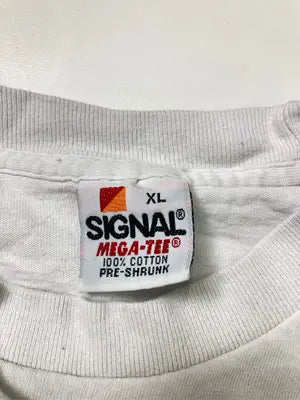 XL
SIGNAL®
MEGA-TEE®
100% COTTON
PRE-SHRUNK